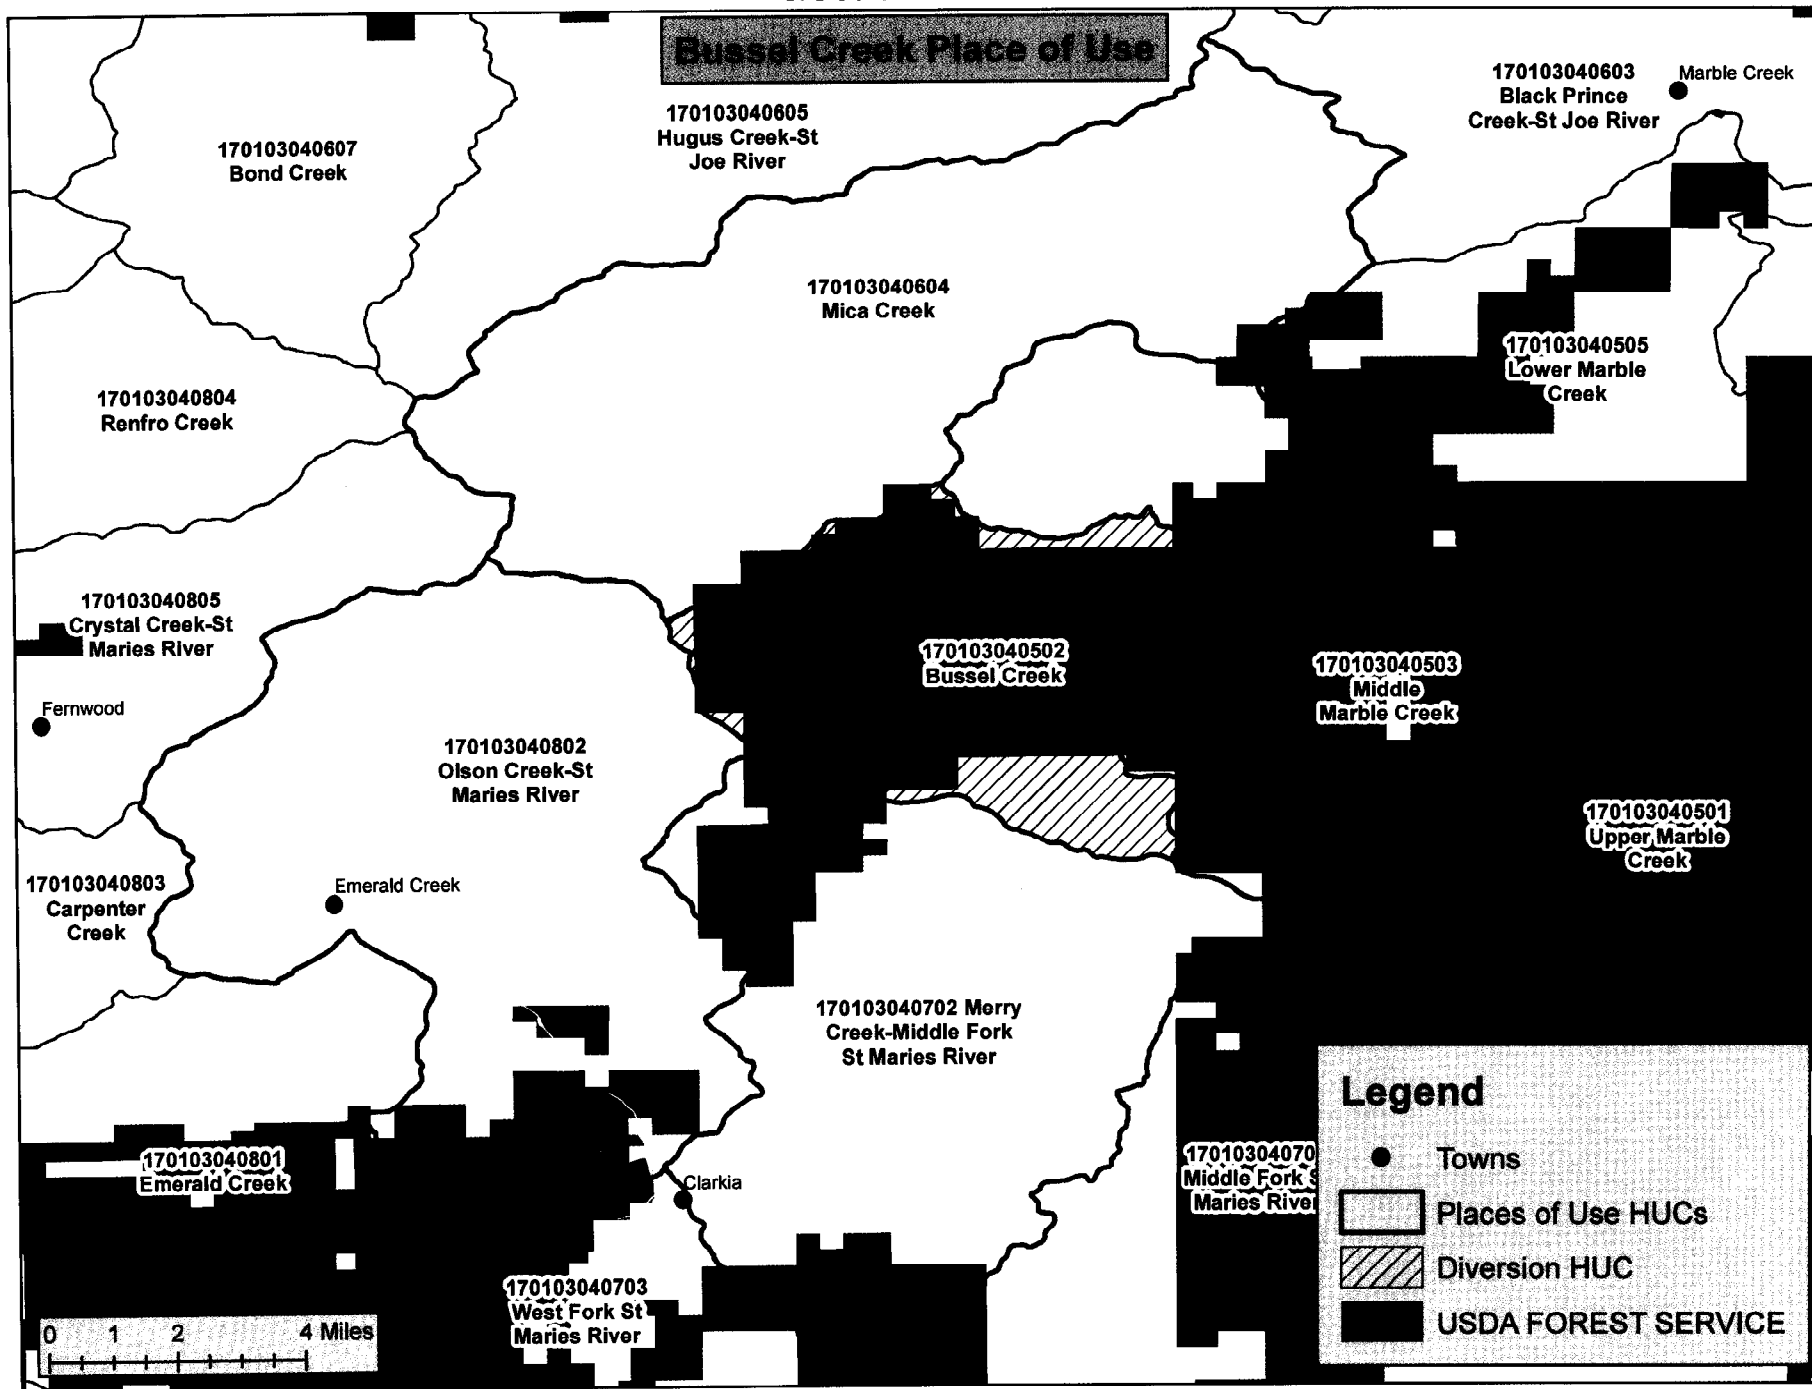 Bussel Creek Place of Use
170103040603
Black Prince
Creek-St Joe River
Marble Creek
170103040605
Hugus Creek-St
Joe River
170103040607
Bond Creek
170103040604
Mica Creek
170103040505
Lower Marble
Creek
170103040804
Renfro Creek
170103040805
Crystal Creek-St
Maries River
170103040502
Bussel Creek
170103040503
Middle
Marble Creek
Fernwood
170103040802
Olson Creek-St
Maries River
170103040501
Upper Marble
Creek
170103040803
Carpenter
Creek
Emerald Creek
170103040702 Merry
Creek-Middle Fork
St Maries River
170103040801
Emerald Creek
Clarkia
17010304070
Middle Fork S
Maries River
170103040703
West Fork St
Maries River
Legend
Towns
Places of Use HUCs
Diversion HUC
USDA FOREST SERVICE
0 1 2 4 Miles